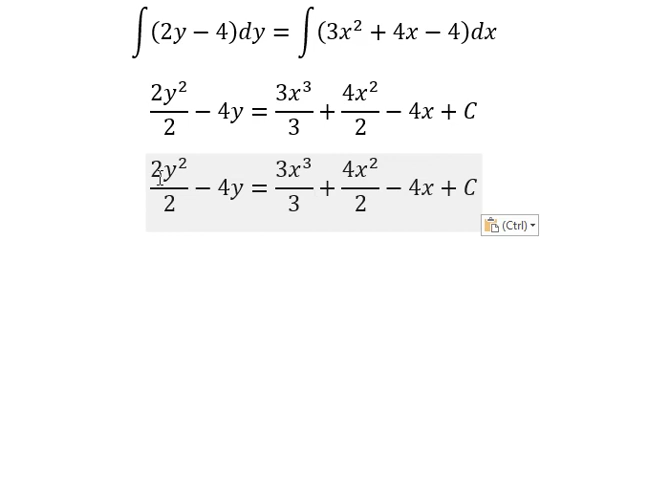 ∫(2y − 4)dy = ∫(3x² + 4x − 4)dx
2y²/2 − 4y = 3x³/3 + 4x²/2 − 4x + C
2y²/2 − 4y = 3x³/3 + 4x²/2 − 4x + C
(Ctrl)